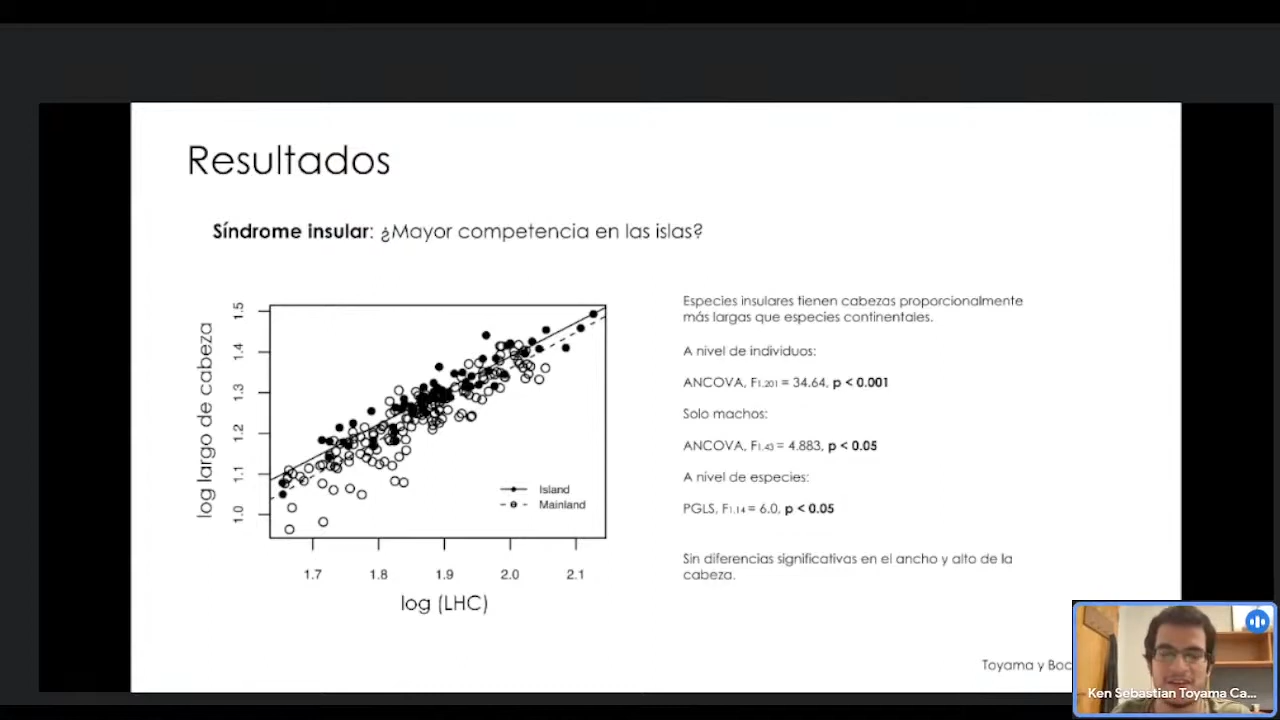 Resultados
Síndrome insular: ¿Mayor competencia en las islas?
log largo de cabeza
1.5
1.4
1.3
1.2
1.1
1.0
Island
Mainland
1.7 1.8 1.9 2.0 2.1
log (LHC)
Especies insulares tienen cabezas proporcionalmente
más largas que especies continentales.
A nivel de individuos:
ANCOVA, F1,201 = 34.64, p < 0.001
Solo machos:
ANCOVA, F1,43 = 4.883, p < 0.05
A nivel de especies:
PGLS, F1,14 = 6.0, p < 0.05
Sin diferencias significativas en el ancho y alto de la
cabeza.
Toyama y Boc
Ken Sebastian Toyama Ca...